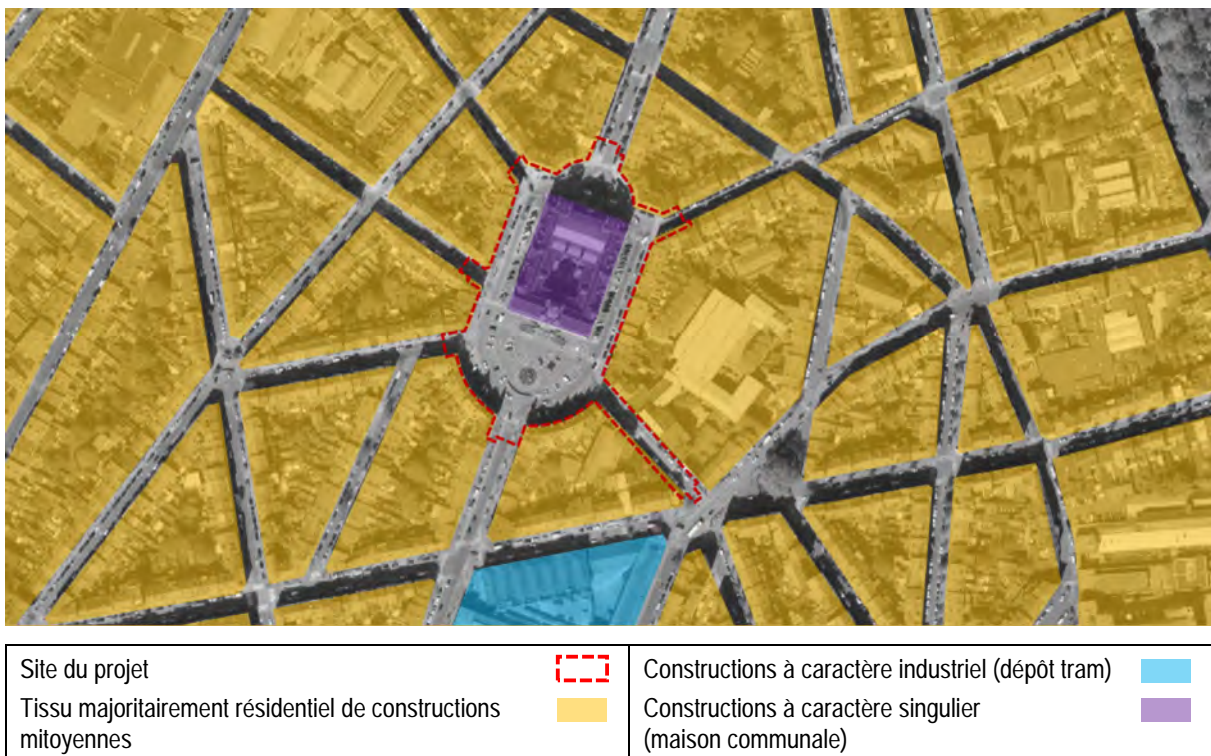 Site du projet
Tissu majoritairement résidentiel de constructions
mitoyennes
Constructions à caractère industriel (dépôt tram)
Constructions à caractère singulier
(maison communale)